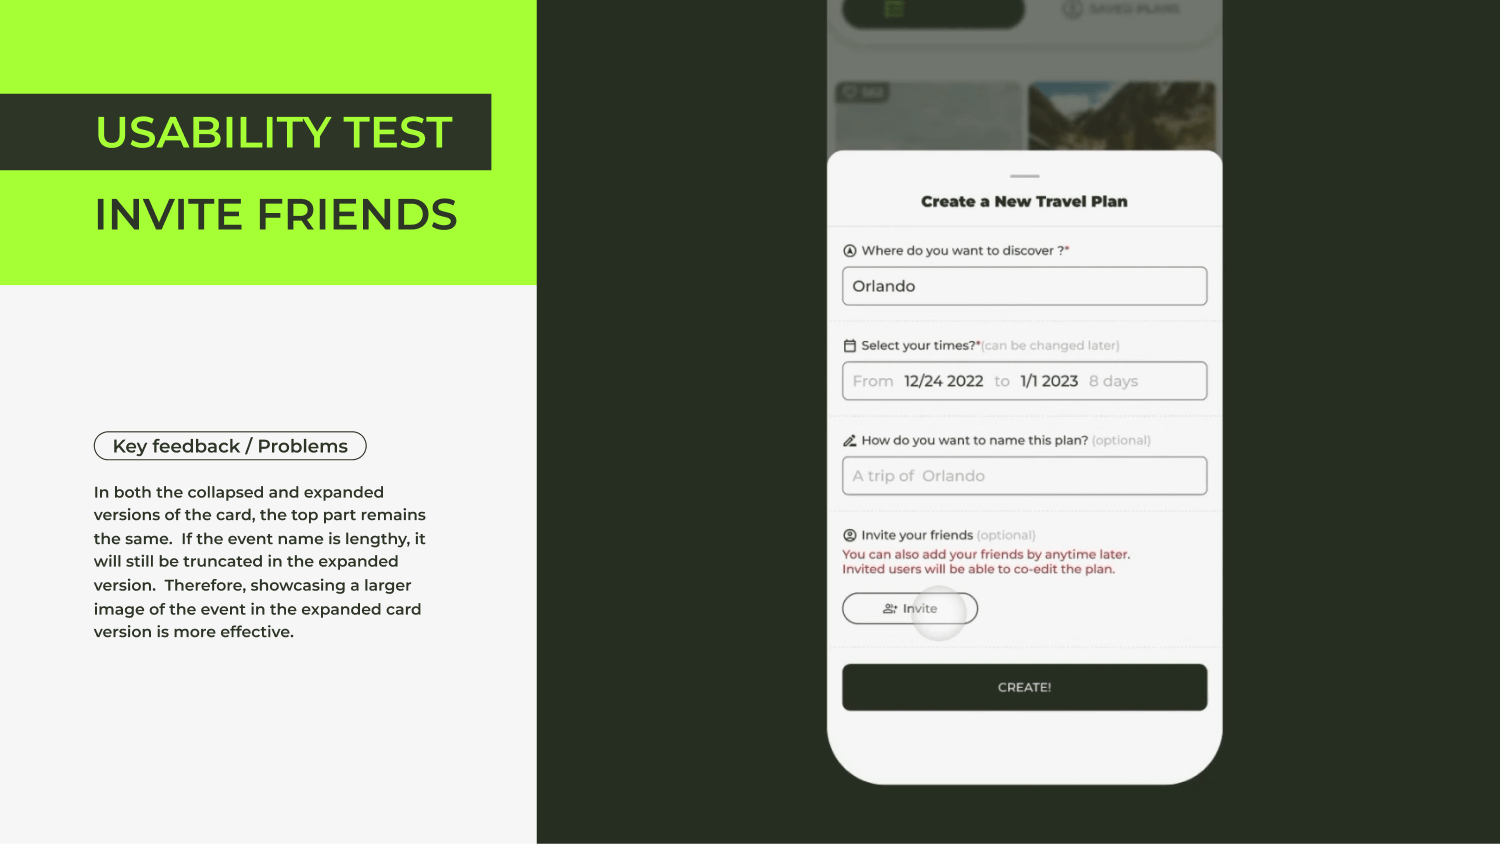 USABILITY TEST
INVITE FRIENDS
Key feedback / Problems
In both the collapsed and expanded
versions of the card, the top part remains
the same.  If the event name is lengthy, it
will still be truncated in the expanded
version.  Therefore, showcasing a larger
image of the event in the expanded card
version is more effective.
SAVED PLANS
Create a New Travel Plan
Where do you want to discover ?*
Orlando
Select your times?*(can be changed later)
From 12/24 2022 to 1/1 2023 8 days
How do you want to name this plan? (optional)
A trip of  Orlando
Invite your friends (optional)
You can also add your friends by anytime later.
Invited users will be able to co-edit the plan.
Invite
CREATE!